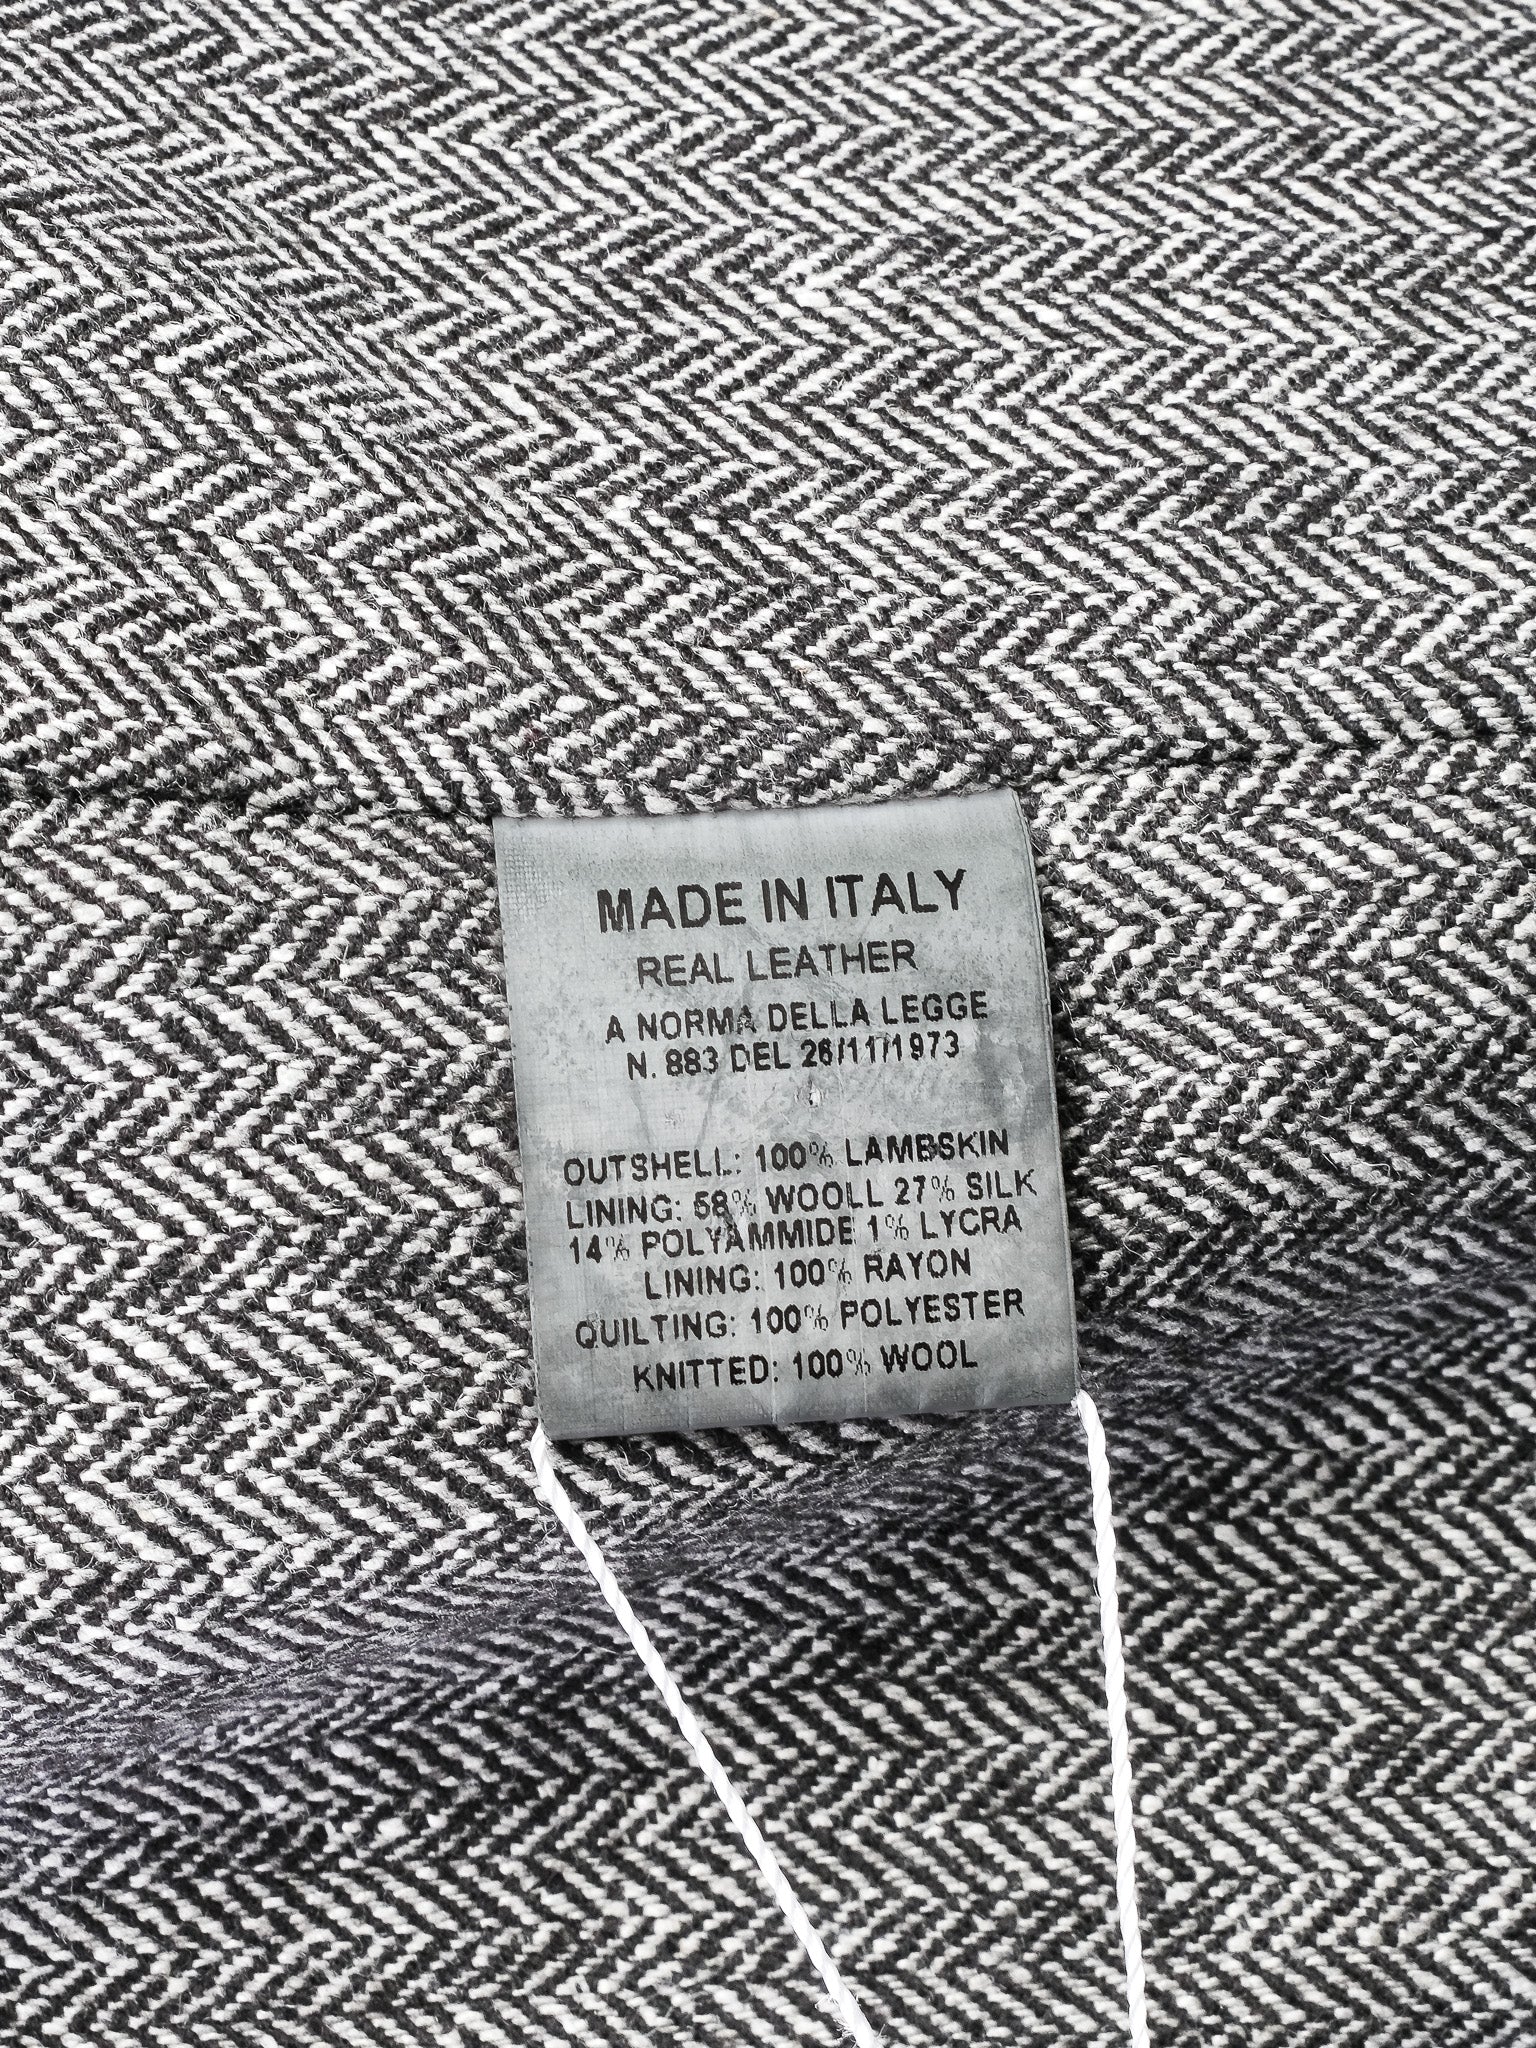 MADE IN ITALY
REAL LEATHER
A NORMA DELLA LEGGE
N. 883 DEL 26/11/1973
OUTSHELL: 100% LAMBSKIN
LINING: 58% WOOLL 27% SILK
14% POLYAMMIDE 1% LYCRA
LINING: 100% RAYON
QUILTING: 100% POLYESTER
KNITTED: 100% WOOL